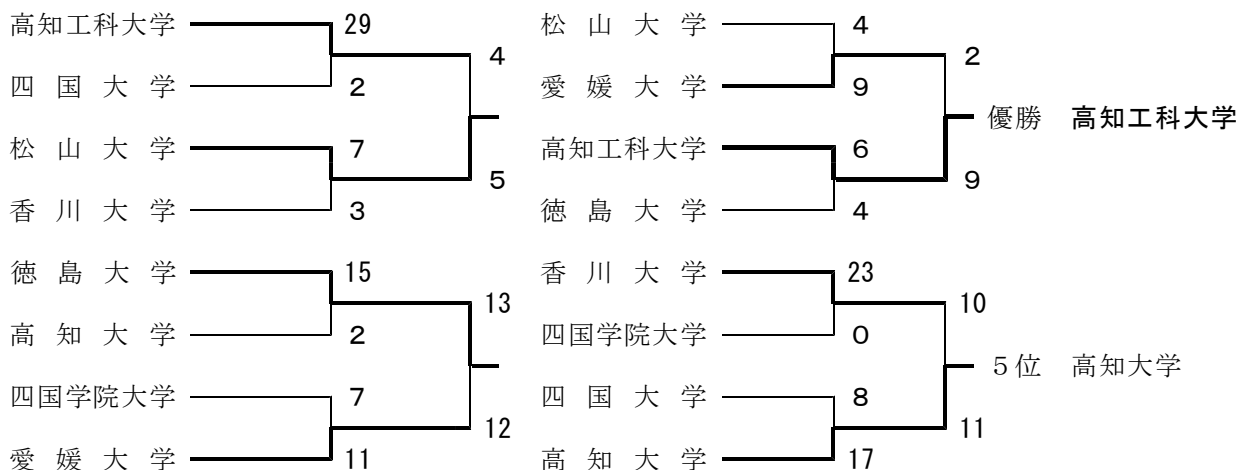 高知工科大学 29
4
四国大学 2
松山大学 7
5
香川大学 3
徳島大学 15
13
高知大学 2
四国学院大学 7
12
愛媛大学 11
松山大学 4
2
愛媛大学 9
優勝 高知工科大学
高知工科大学 6
9
徳島大学 4
香川大学 23
10
四国学院大学 0
5位 高知大学
四国大学 8
11
高知大学 17